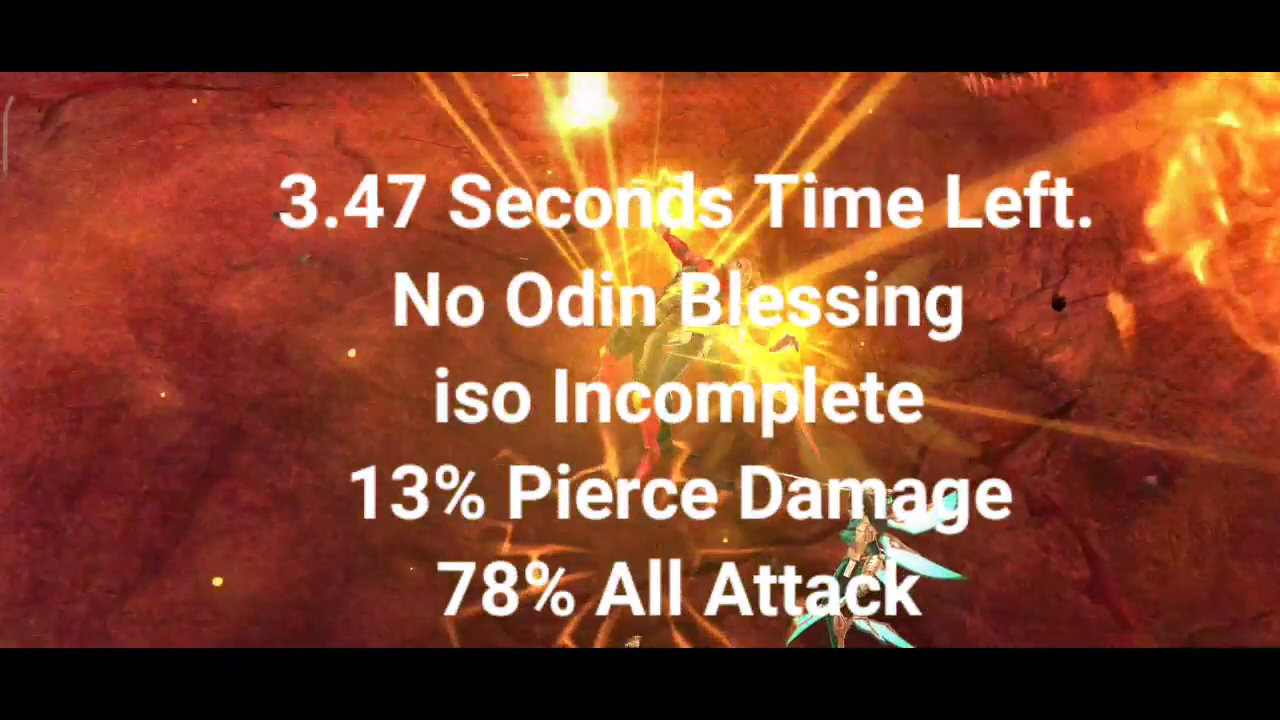 3.47 Seconds Time Left.
No Odin Blessing
iso Incomplete
13% Pierce Damage
78% All Attack